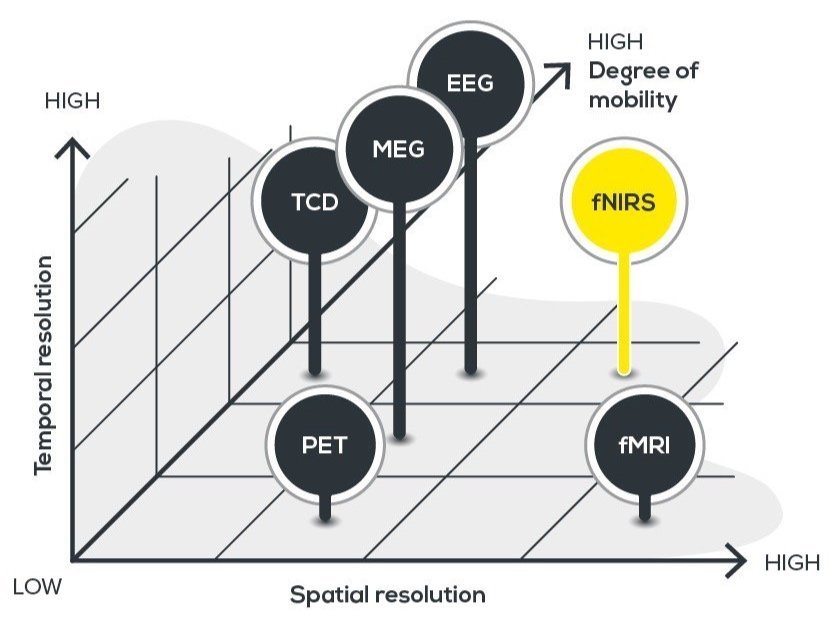 HIGH
Degree of
mobility
EEG
HIGH
MEG
TCD
fNIRS
Temporal resolution
PET
fMRI
HIGH
LOW
Spatial resolution